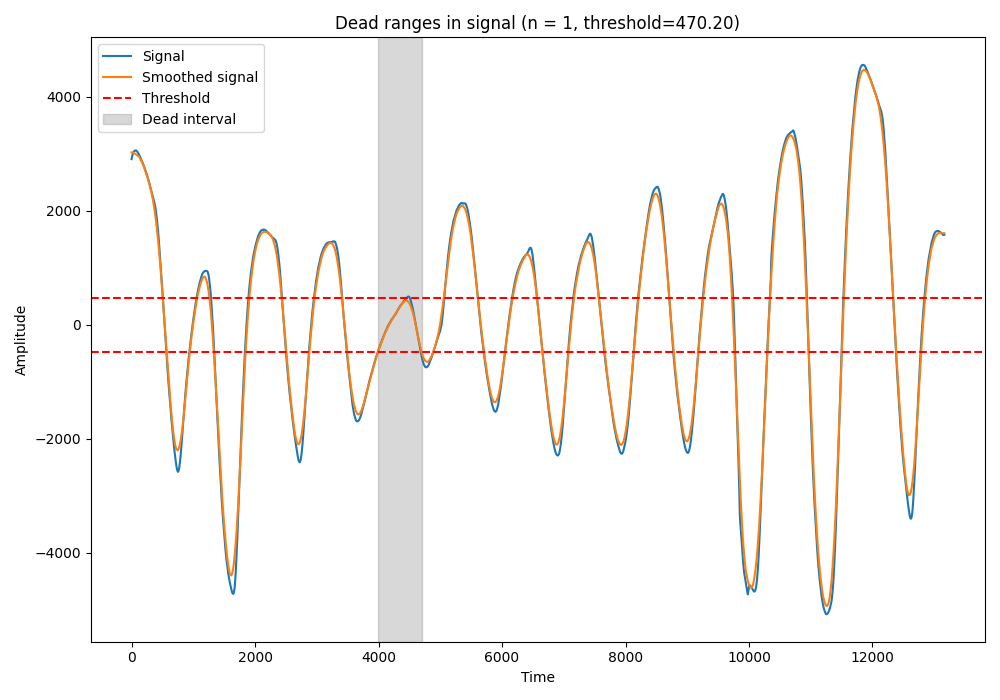 Dead ranges in signal (n = 1, threshold=470.20)
Signal
Smoothed signal
Threshold
Dead interval
4000
2000
0
−2000
−4000
Amplitude
0 2000 4000 6000 8000 10000 12000
Time